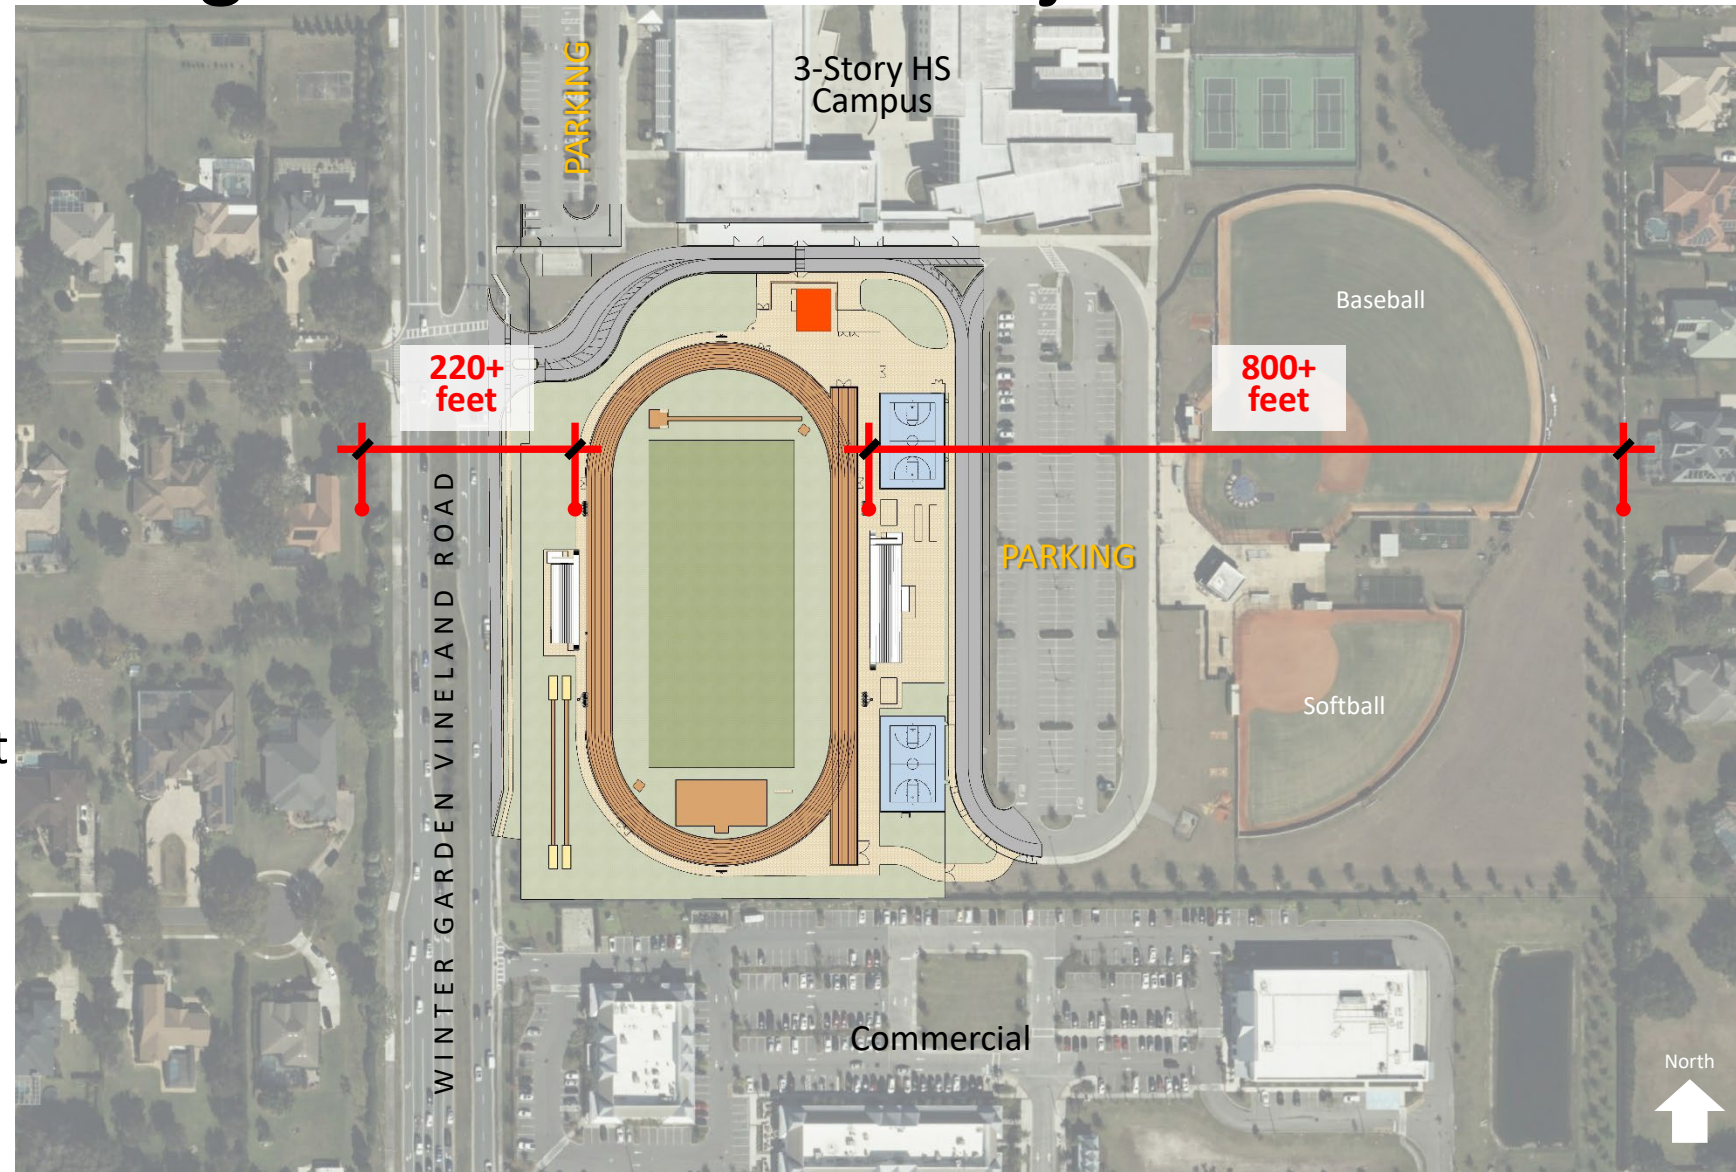 PARKING
3-Story HS
Campus
Baseball
220+
feet
800+
feet
WINTER GARDEN VINELAND ROAD
PARKING
Softball
t
Commercial
North